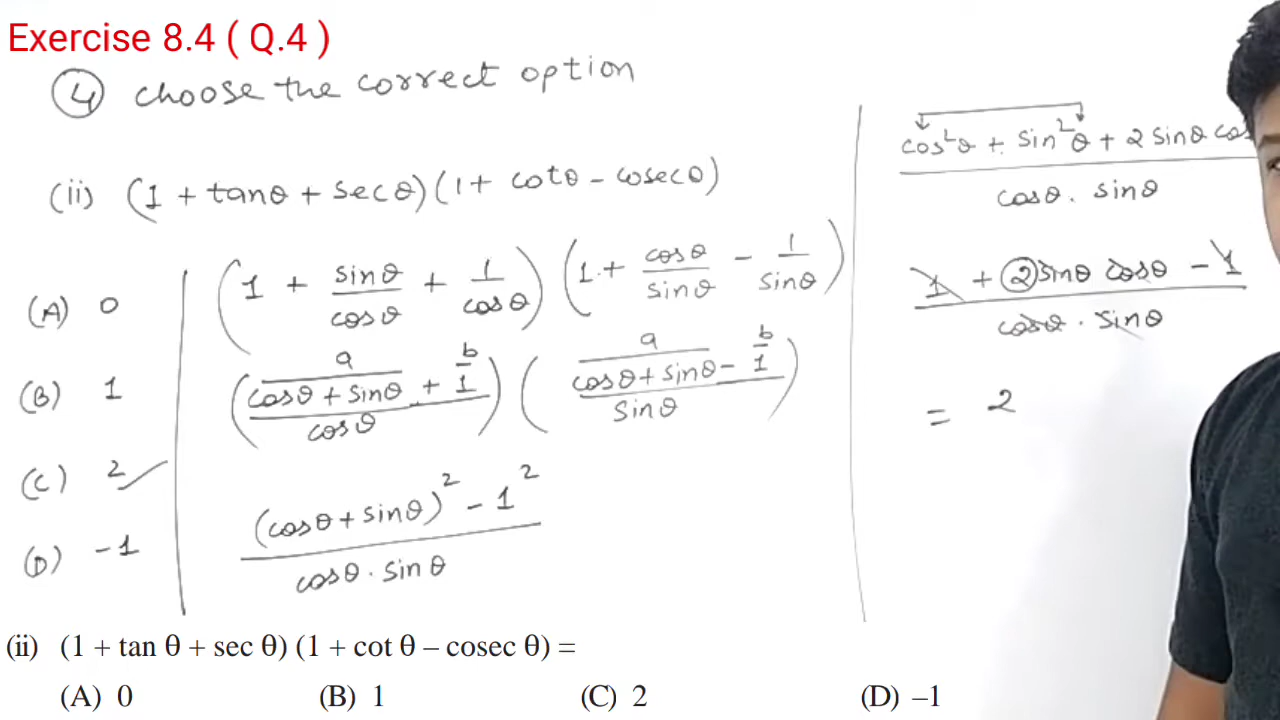 Exercise 8.4 ( Q.4 )
④ choose the correct option
(ii) (1 + tanθ + secθ)(1 + cotθ - cosecθ)
(A) 0
(B) 1
(C) 2 ✓
(D) -1
(1 + sinθ/cosθ + 1/cosθ) (1 + cosθ/sinθ - 1/sinθ)
a b a b
((cosθ + sinθ + 1)/cosθ) ((cosθ + sinθ - 1)/sinθ)
((cosθ + sinθ)² - 1²)/(cosθ . sinθ)
cos²θ + sin²θ + 2 sinθ
cosθ . sinθ
1 + 2 sinθ cosθ - 1
cosθ . sinθ
= 2
(ii) (1 + tan θ + sec θ) (1 + cot θ – cosec θ) =
(A) 0 (B) 1 (C) 2 (D) –1